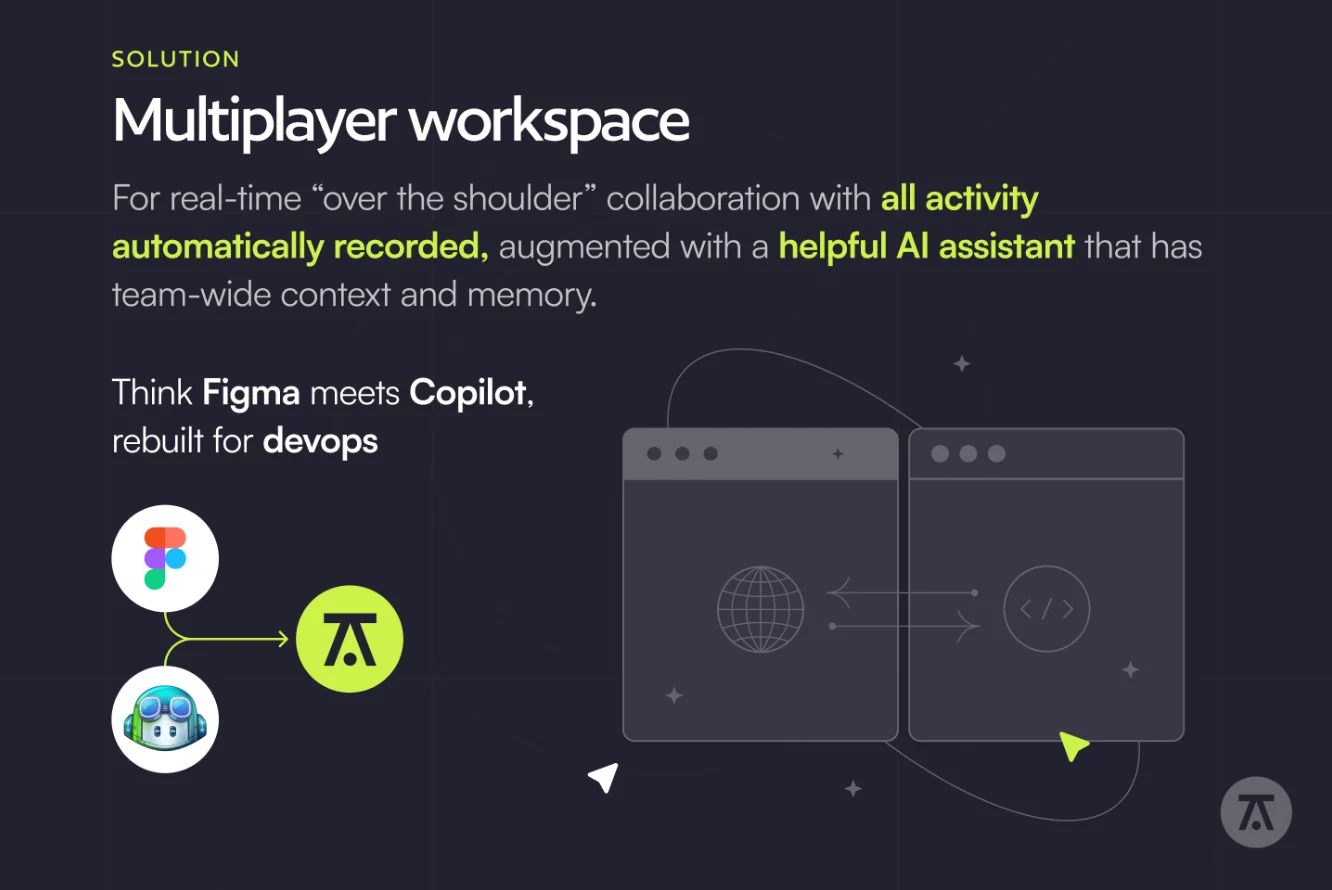 SOLUTION
Multiplayer workspace
For real-time “over the shoulder” collaboration with all activity
automatically recorded, augmented with a helpful AI assistant that has
team-wide context and memory.
Think Figma meets Copilot,
rebuilt for devops